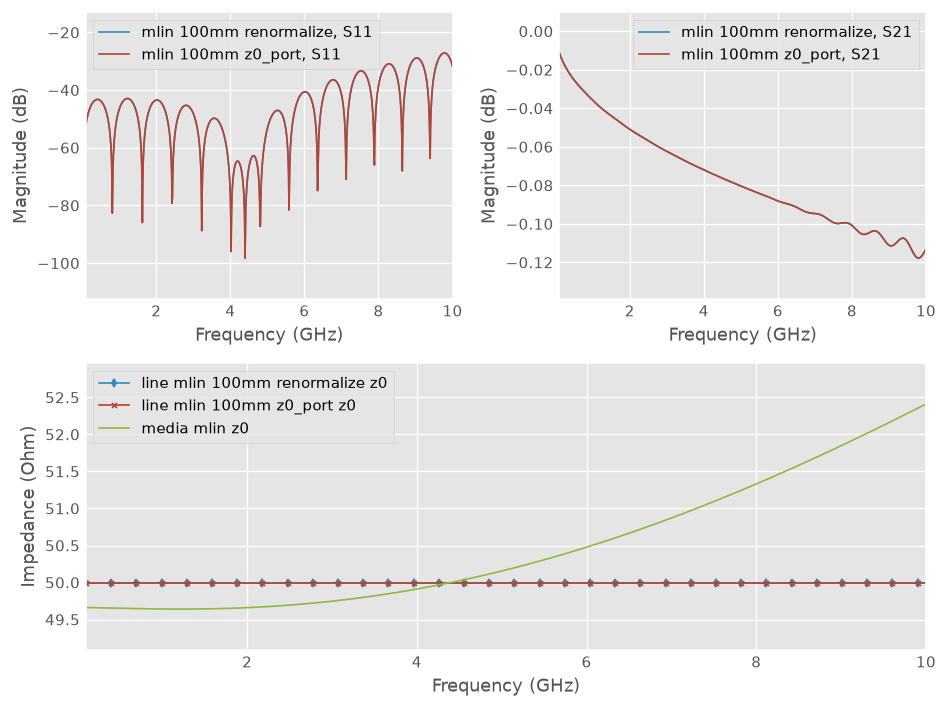 mlin 100mm renormalize, S11
mlin 100mm z0_port, S11
−20
−40
−60
−80
−100
Magnitude (dB)
2 4 6 8 10
Frequency (GHz)
mlin 100mm renormalize, S21
mlin 100mm z0_port, S21
0.00
−0.02
−0.04
−0.06
−0.08
−0.10
−0.12
Magnitude (dB)
2 4 6 8 10
Frequency (GHz)
line mlin 100mm renormalize z0
line mlin 100mm z0_port z0
media mlin z0
52.5
52.0
51.5
51.0
50.5
50.0
49.5
Impedance (Ohm)
2 4 6 8 10
Frequency (GHz)